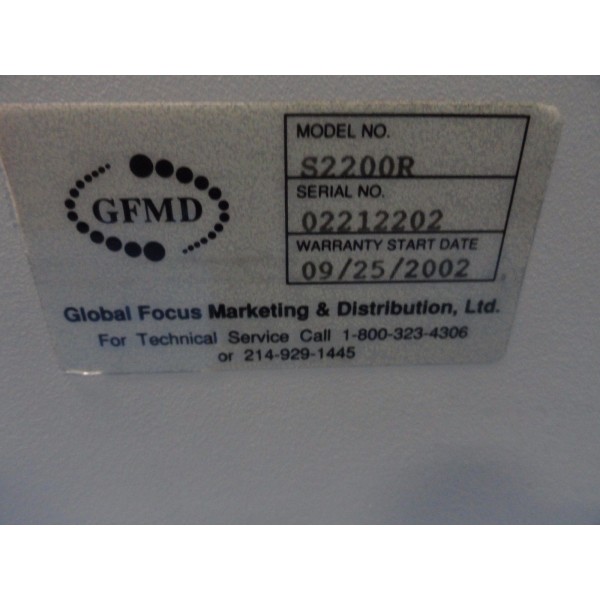 GFMD
MODEL NO.
S2200R
SERIAL NO.
02212202
WARRANTY START DATE
09/25/2002
Global Focus Marketing & Distribution, Ltd.
For Technical Service Call 1-800-323-4306
or 214-929-1445